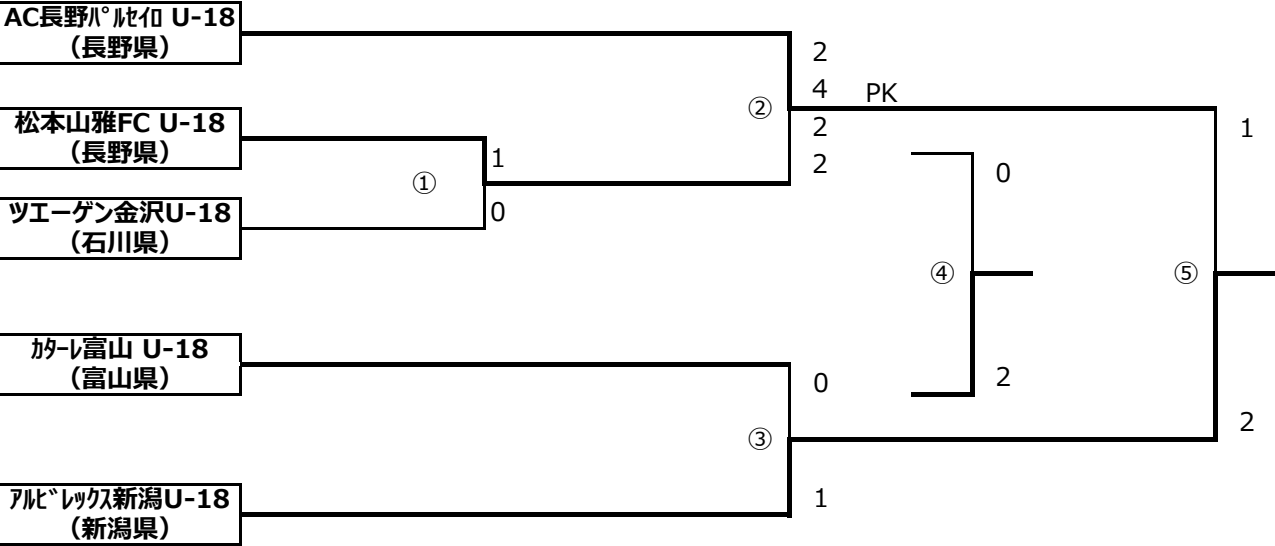 AC長野ﾊﾟﾙｾｲﾛ U-18
（長野県）
2
4 PK
②
松本山雅FC U-18
（長野県）
2
1
1
2
①
0
ツエーゲン金沢U-18
（石川県）
0
④
⑤
ｶﾀｰﾚ富山 U-18
（富山県）
0
2
2
③
ｱﾙﾋﾞﾚｯｸｽ新潟U-18
（新潟県）
1